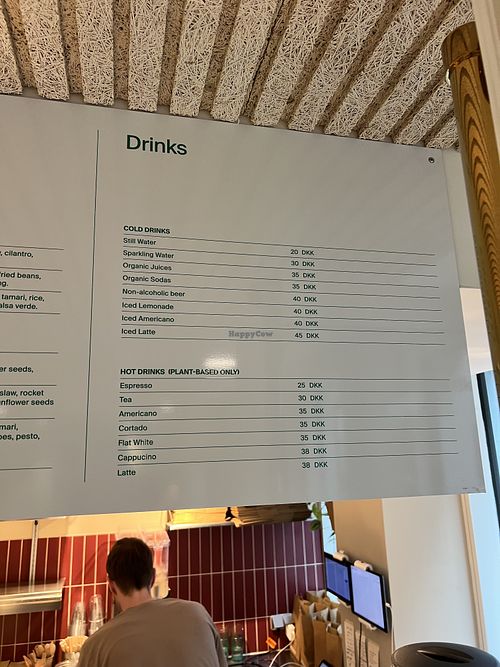 , cilantro,
fried beans,
ng.
tamari, rice,
alsa verde.
er seeds,
slaw, rocket
nflower seeds
mari,
oes, pesto,
Drinks
COLD DRINKS
Still Water 20 DKK
Sparkling Water 30 DKK
Organic Juices 35 DKK
Organic Sodas 35 DKK
Non-alcoholic beer 40 DKK
Iced Lemonade 40 DKK
Iced Americano 40 DKK
Iced Latte 45 DKK
HappyCow
HOT DRINKS (PLANT-BASED ONLY)
Espresso 25 DKK
Tea 30 DKK
Americano 35 DKK
Cortado 35 DKK
Flat White 35 DKK
Cappucino 38 DKK
Latte 38 DKK